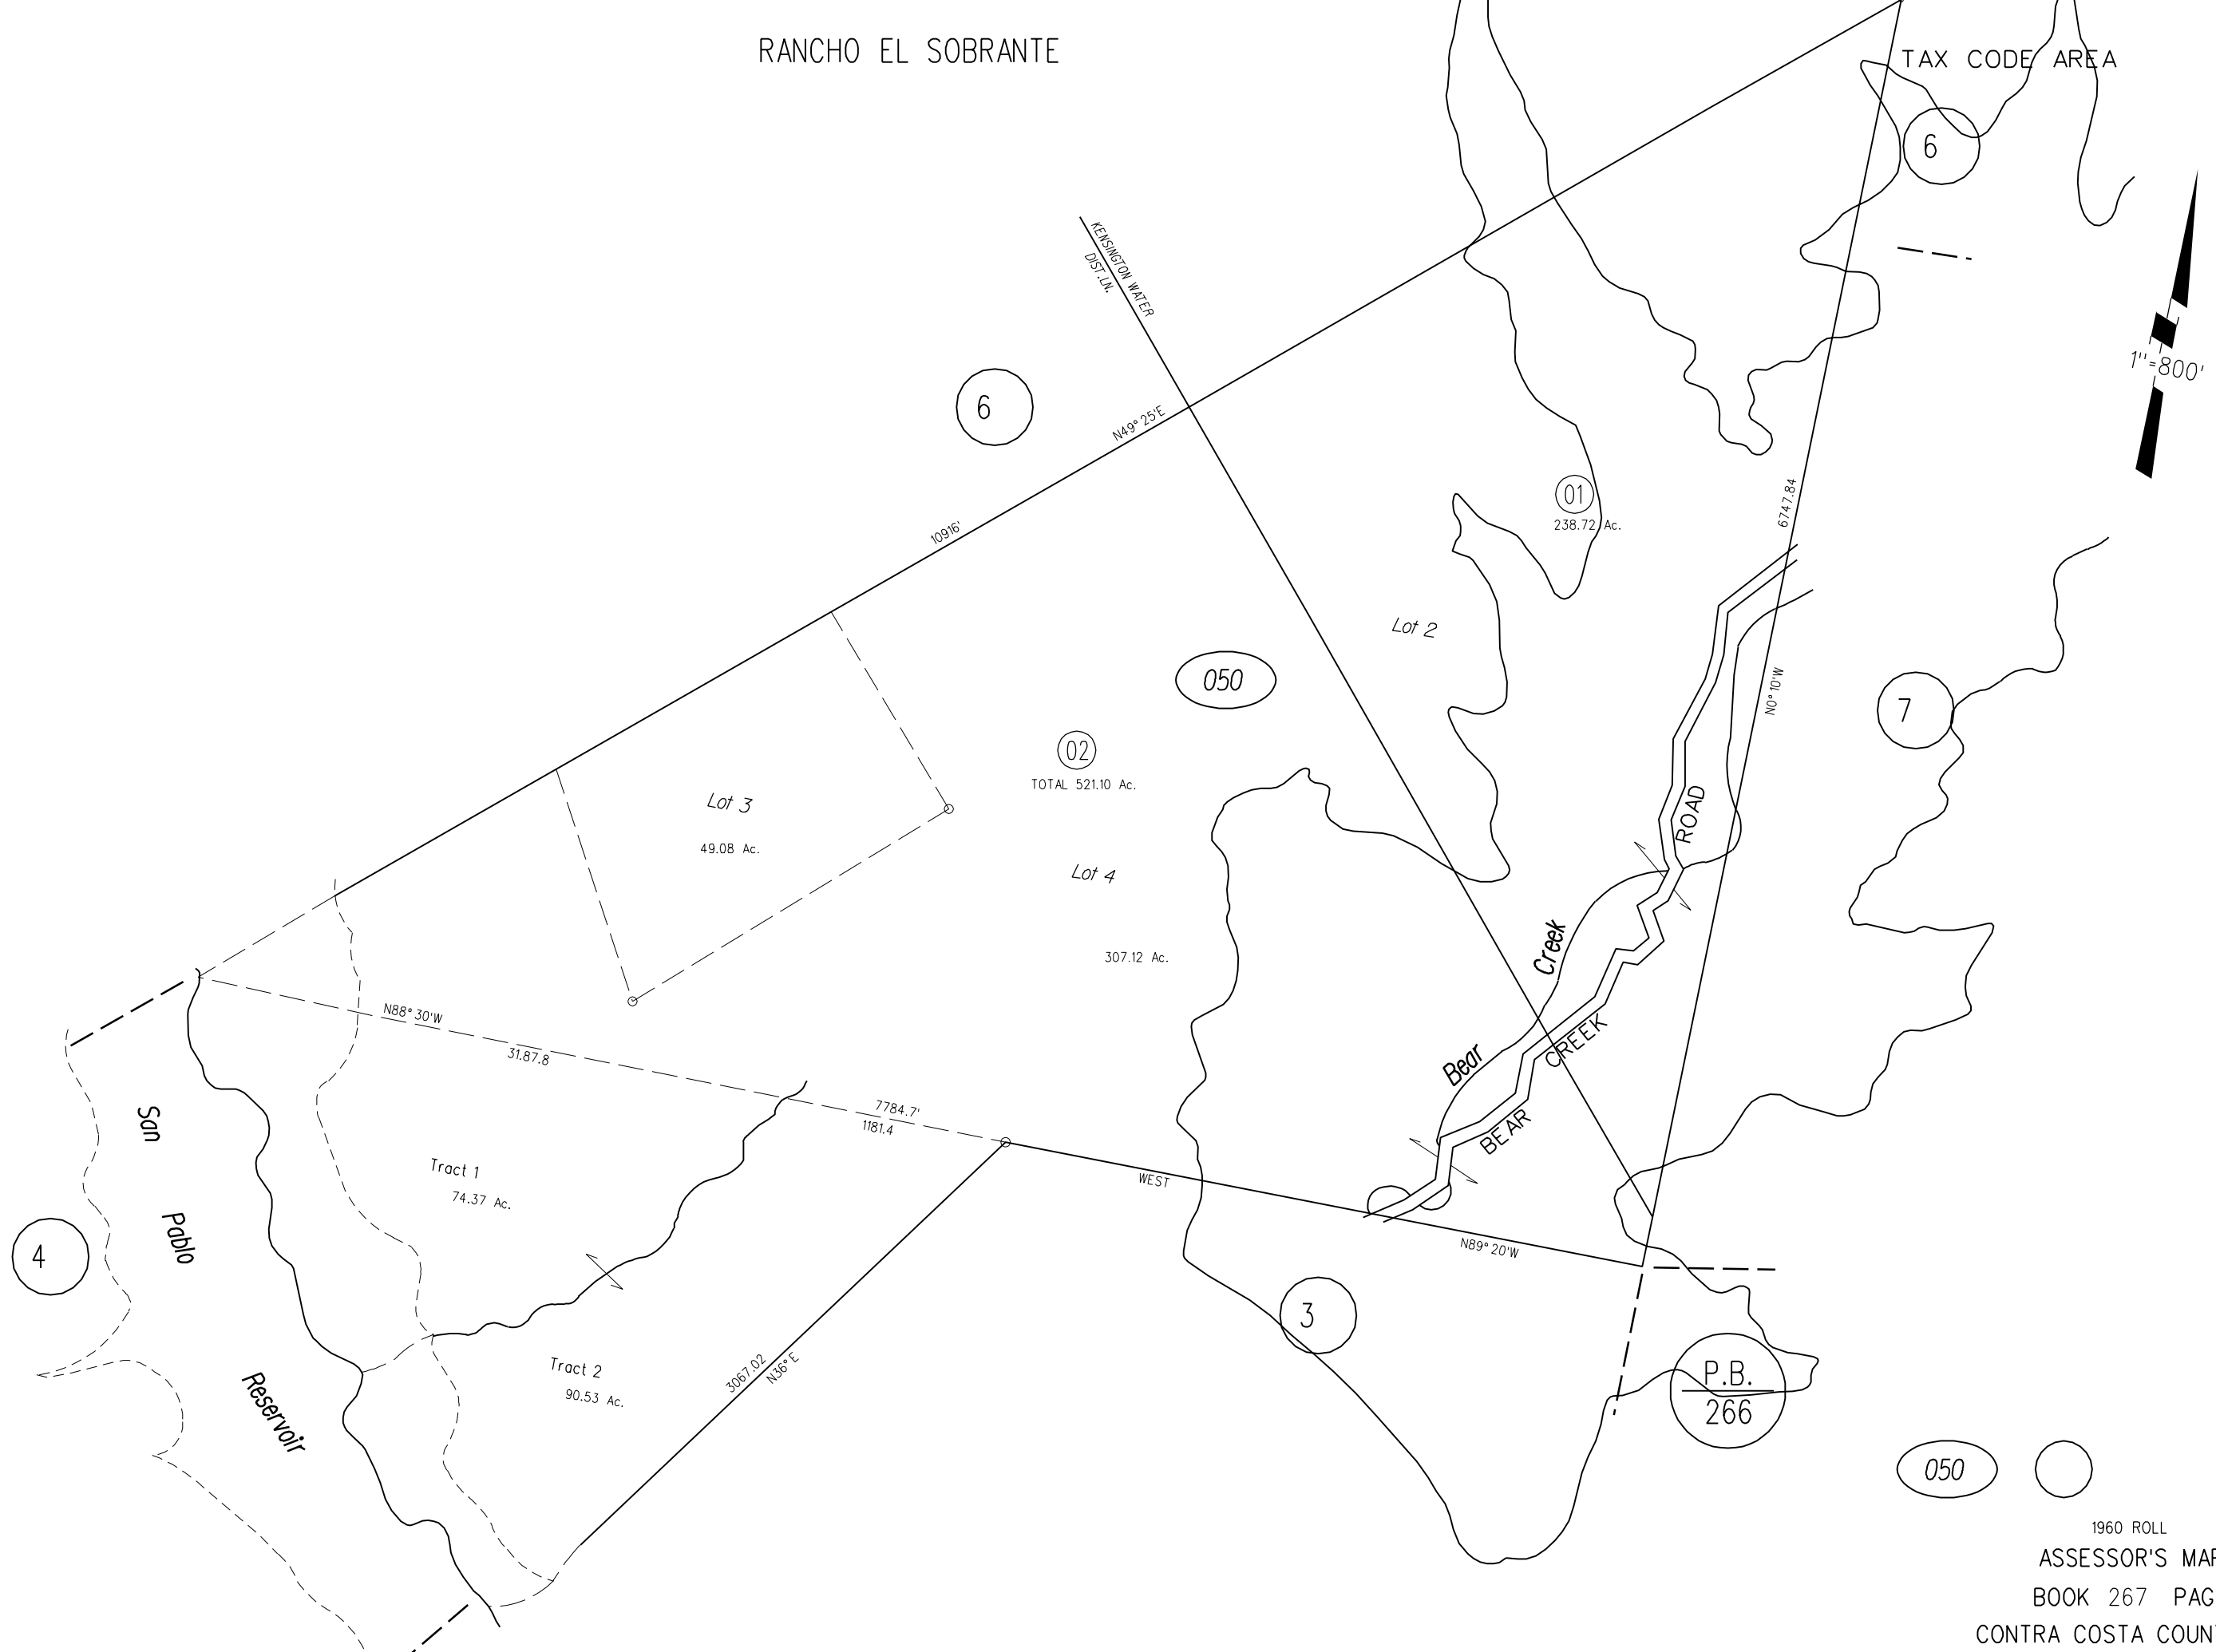 RANCHO EL SOBRANTE
TAX CODE AREA
6
KENSINGTON WATER
DIST.LN.
1"=800'
6
N49°25'E
01
238.72 Ac.
6747.84
10916'
Lot 2
050
N0°10'W
7
02
TOTAL 521.10 Ac.
Lot 3
49.08 Ac.
ROAD
Lot 4
307.12 Ac.
Creek
N88°30'W
31.87.8
CREEK
Bear
7784.7'
1181.4
BEAR
San
Tract 1
74.37 Ac.
WEST
Pablo
4
N89°20'W
3
Tract 2
90.53 Ac.
3067.02
N36°E
Reservoir
P.B.
266
050
1960 ROLL
ASSESSOR'S MAP
BOOK 267 PAG
CONTRA COSTA COUN